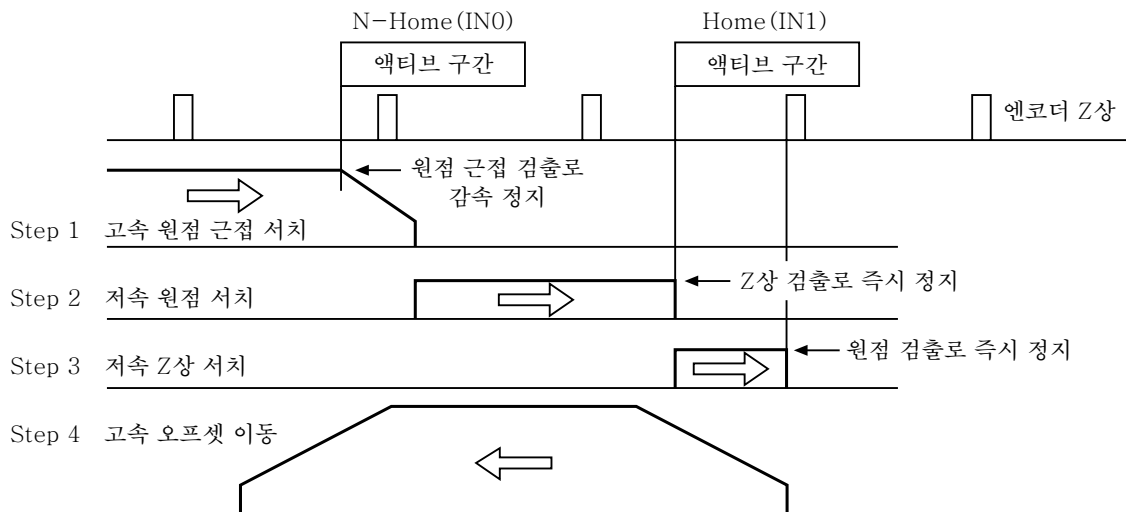 N-Home(IN0)
Home(IN1)
액티브 구간
액티브 구간
엔코더 Z상
원점 근접 검출로
감속 정지
Step 1 고속 원점 근접 서치
Z상 검출로 즉시 정지
Step 2 저속 원점 서치
원점 검출로 즉시 정지
Step 3 저속 Z상 서치
Step 4 고속 오프셋 이동